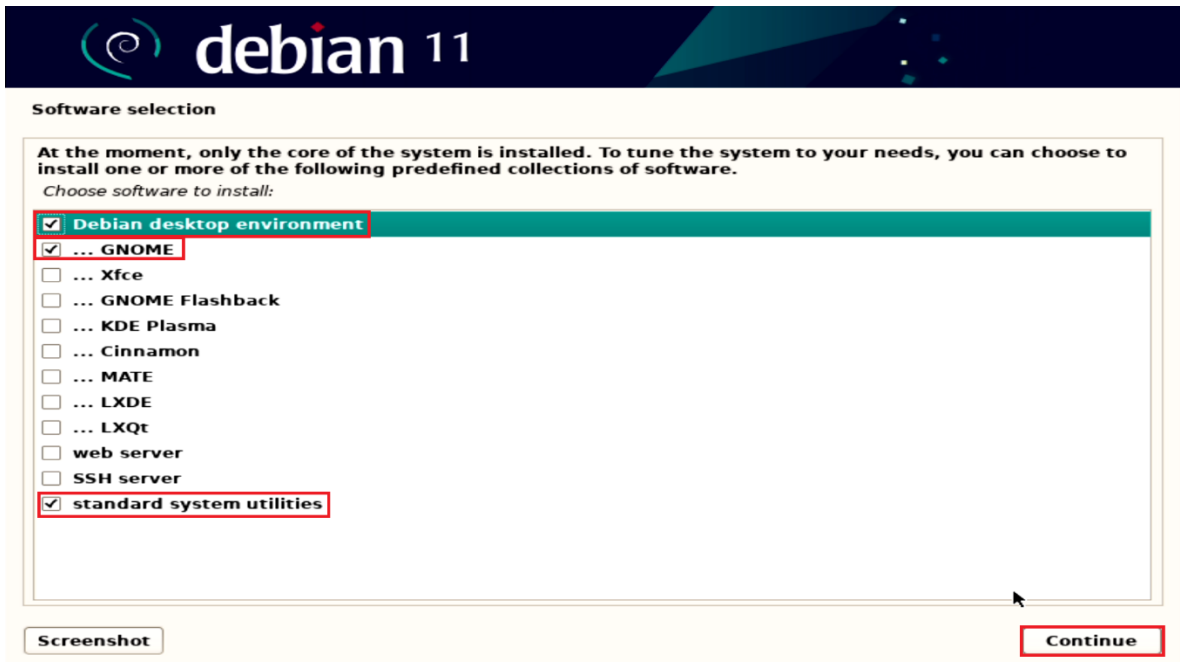 debian 11
Software selection
At the moment, only the core of the system is installed. To tune the system to your needs, you can choose to
install one or more of the following predefined collections of software.
Choose software to install:
Debian desktop environment
... GNOME
... Xfce
... GNOME Flashback
... KDE Plasma
... Cinnamon
... MATE
... LXDE
... LXQt
web server
SSH server
standard system utilities
Screenshot
Continue